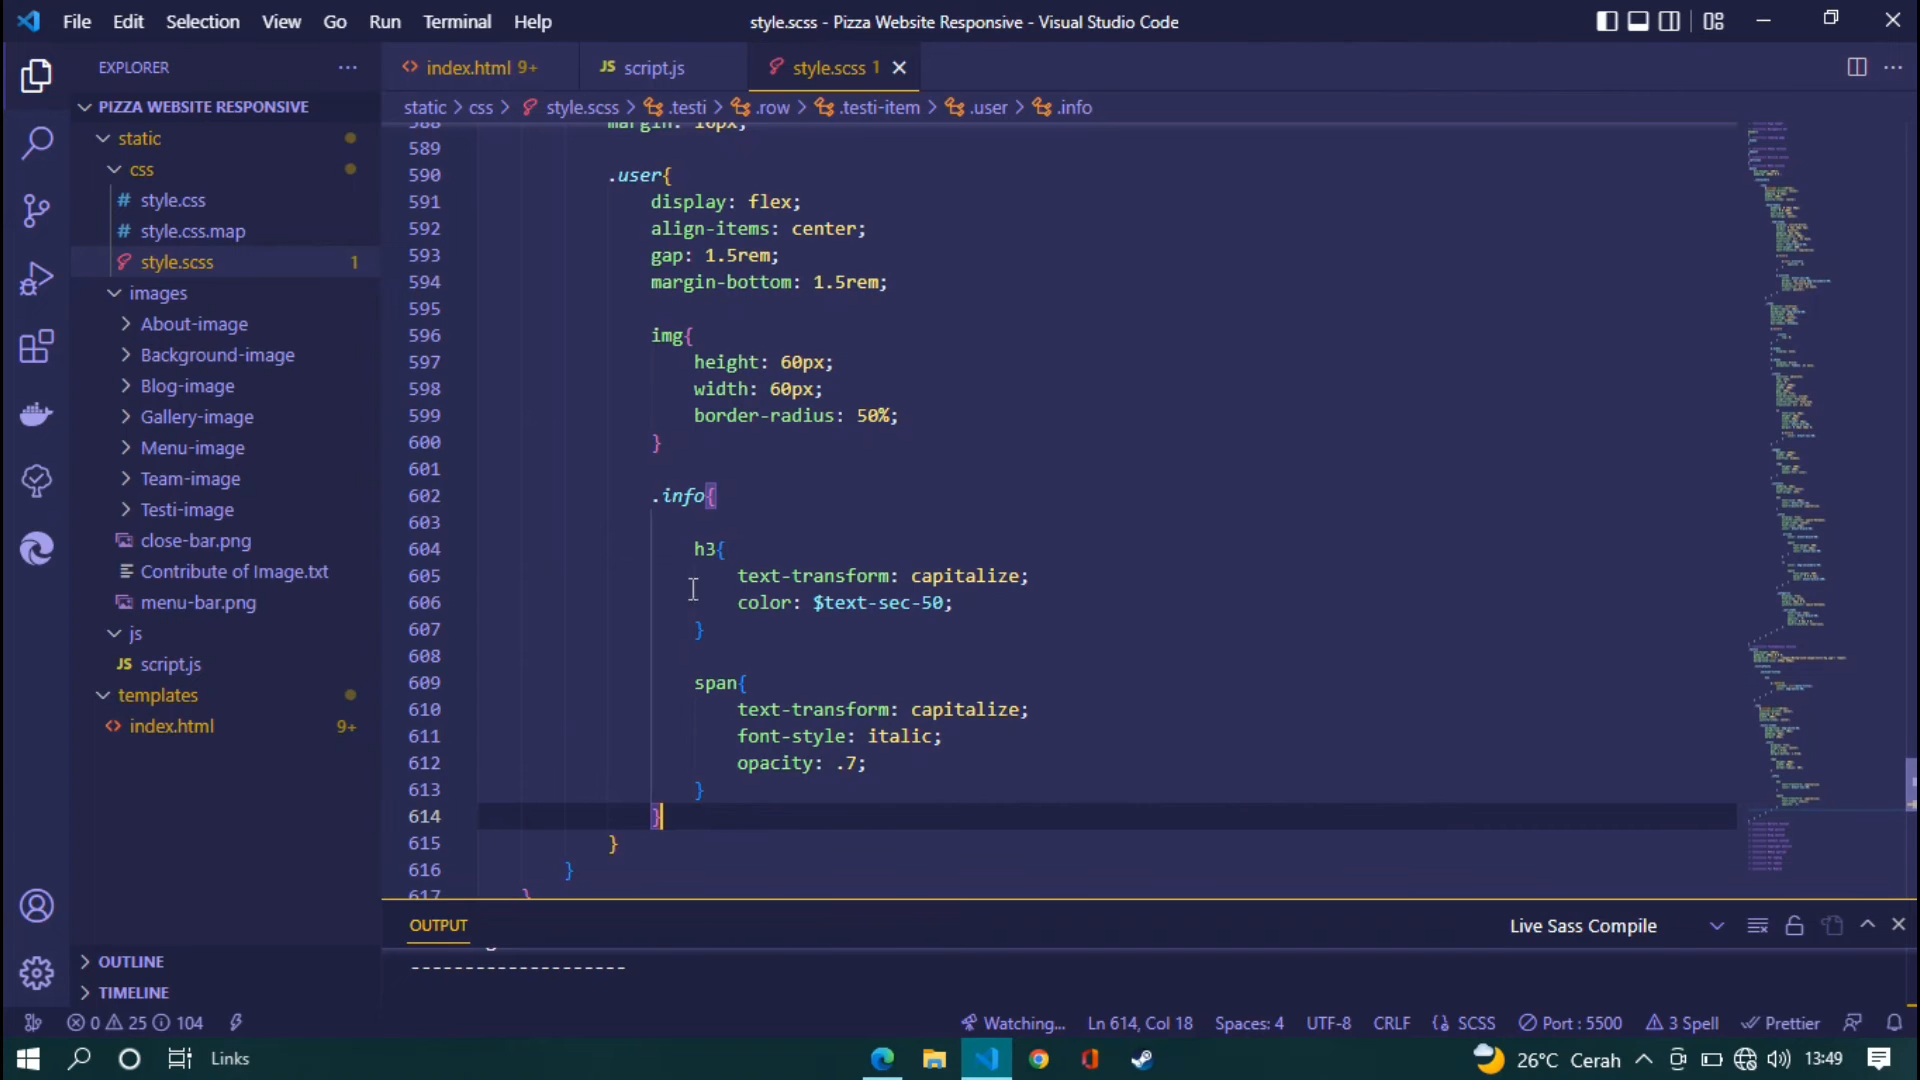 File Edit Selection View Go Run Terminal Help
style.scss - Pizza Website Responsive - Visual Studio Code
EXPLORER
index.html 9+
JS script.js
style.scss 1
PIZZA WEBSITE RESPONSIVE
static > css > style.scss > .testi > .row > .testi-item > .user > .info
static
css
# style.css
# style.css.map
style.scss 1
images
About-image
Background-image
Blog-image
Gallery-image
Menu-image
Team-image
Testi-image
close-bar.png
Contribute of Image.txt
menu-bar.png
js
JS script.js
templates
index.html 9+
OUTLINE
TIMELINE
588 margin: 10px;
589
590 .user{
591 display: flex;
592 align-items: center;
593 gap: 1.5rem;
594 margin-bottom: 1.5rem;
595
596 img{
597 height: 60px;
598 width: 60px;
599 border-radius: 50%;
600 }
601
602 .info{
603
604 h3{
605 text-transform: capitalize;
606 color: $text-sec-50;
607 }
608
609 span{
610 text-transform: capitalize;
611 font-style: italic;
612 opacity: .7;
613 }
614 }
615 }
616 }
617 }
OUTPUT
Live Sass Compile
--------------------
0 25 104
Watching... Ln 614, Col 18 Spaces: 4 UTF-8 CRLF {} SCSS Port : 5500 3 Spell Prettier
Links
26°C Cerah
13:49